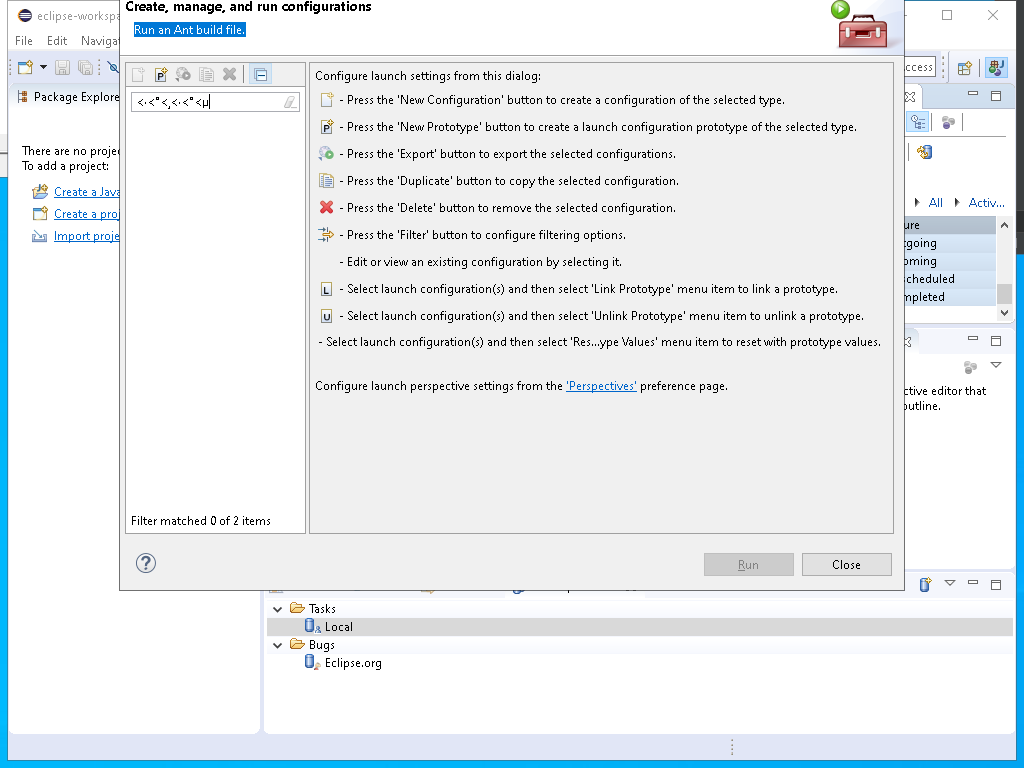 eclipse-workspa
Create, manage, and run configurations
Run an Ant build file.
File Edit Navigat
ccess
Package Explore
<·<°<,<·<°<µ
Configure launch settings from this dialog:
- Press the 'New Configuration' button to create a configuration of the selected type.
P - Press the 'New Prototype' button to create a launch configuration prototype of the selected type.
- Press the 'Export' button to export the selected configurations.
- Press the 'Duplicate' button to copy the selected configuration.
- Press the 'Delete' button to remove the selected configuration.
- Press the 'Filter' button to configure filtering options.
- Edit or view an existing configuration by selecting it.
L - Select launch configuration(s) and then select 'Link Prototype' menu item to link a prototype.
U - Select launch configuration(s) and then select 'Unlink Prototype' menu item to unlink a prototype.
- Select launch configuration(s) and then select 'Res...ype Values' menu item to reset with prototype values.
Configure launch perspective settings from the 'Perspectives' preference page.
There are no projec
To add a project:
Create a Java
Create a proj
Import proje
All Activ...
ure
tgoing
oming
cheduled
mpleted
ctive editor that
outline.
Filter matched 0 of 2 items
? Run Close
Tasks
Local
Bugs
Eclipse.org